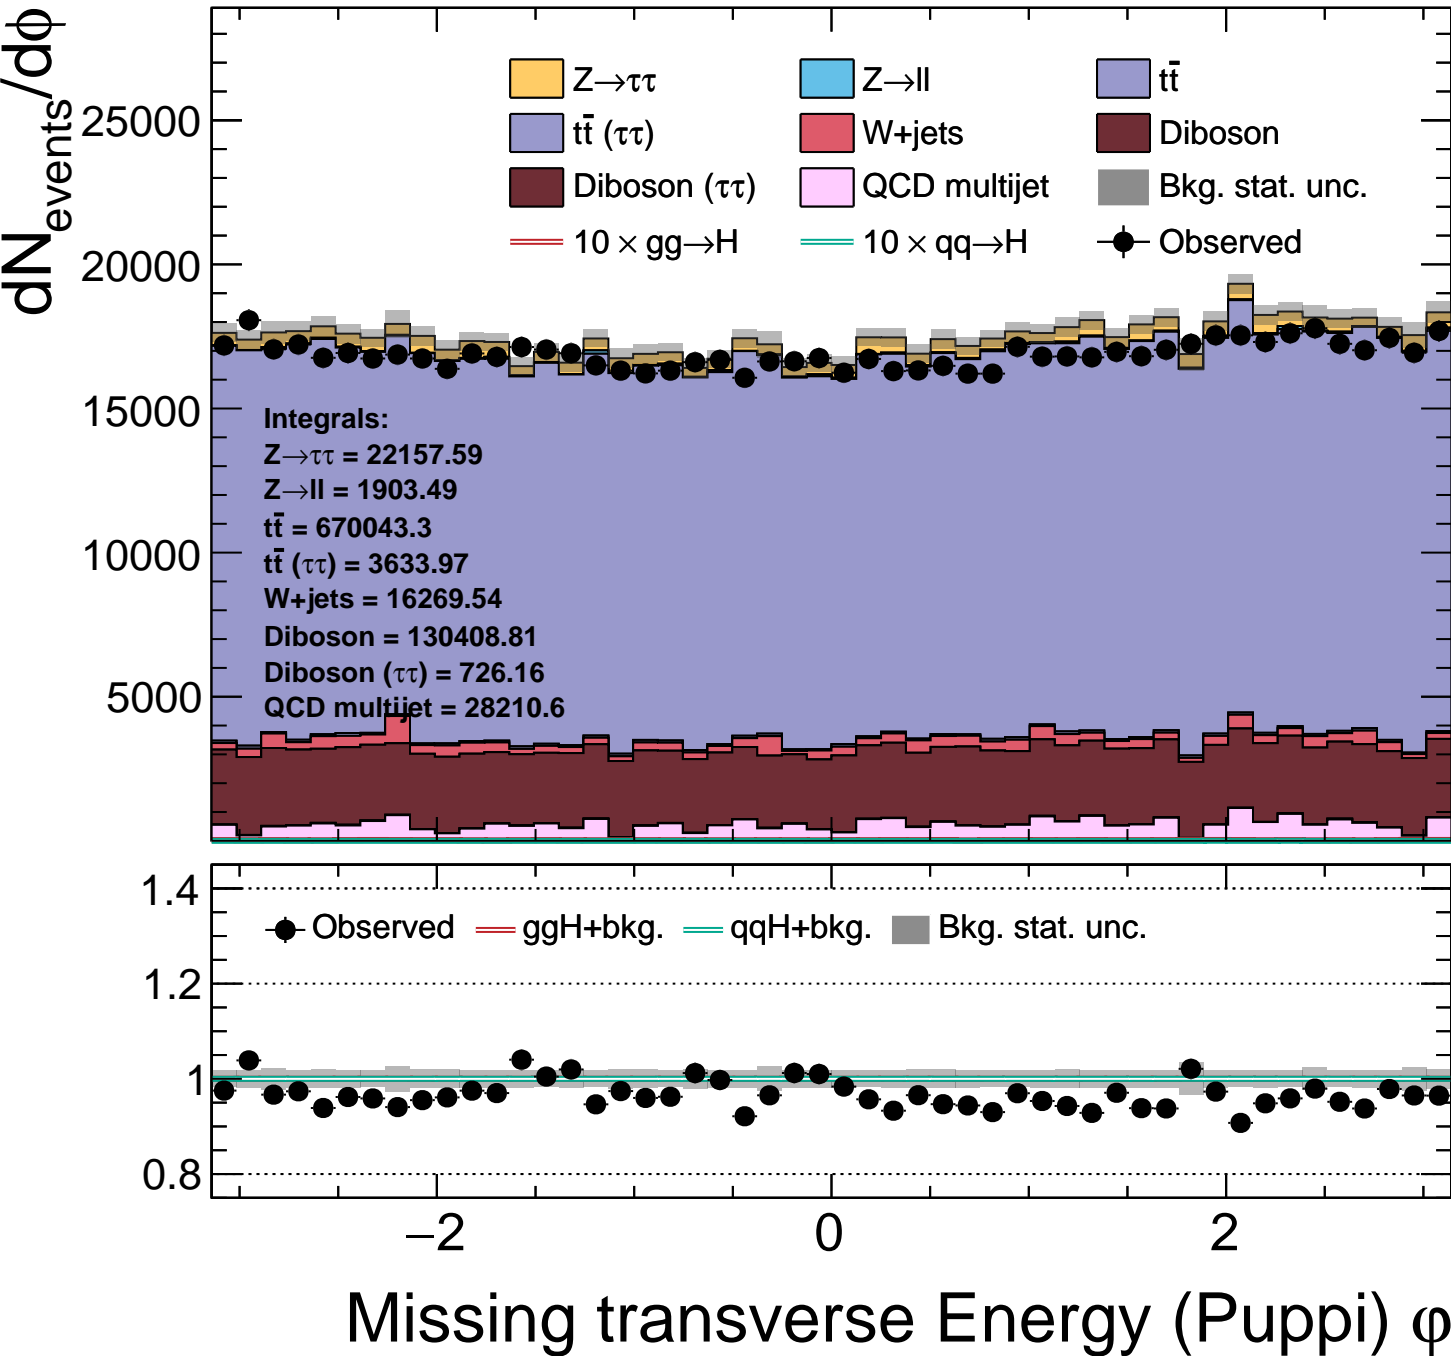 dN_events/dϕ
Z→ττ Z→ll tt̄
tt̄ (ττ) W+jets Diboson
Diboson (ττ) QCD multijet Bkg. stat. unc.
10 × gg→H 10 × qq→H Observed
25000
20000
15000
10000
5000
Integrals:
Z→ττ = 22157.59
Z→ll = 1903.49
tt̄ = 670043.3
tt̄ (ττ) = 3633.97
W+jets = 16269.54
Diboson = 130408.81
Diboson (ττ) = 726.16
QCD multijet = 28210.6
Observed ggH+bkg. qqH+bkg. Bkg. stat. unc.
1.4
1.2
1
0.8
−2 0 2
Missing transverse Energy (Puppi) φ